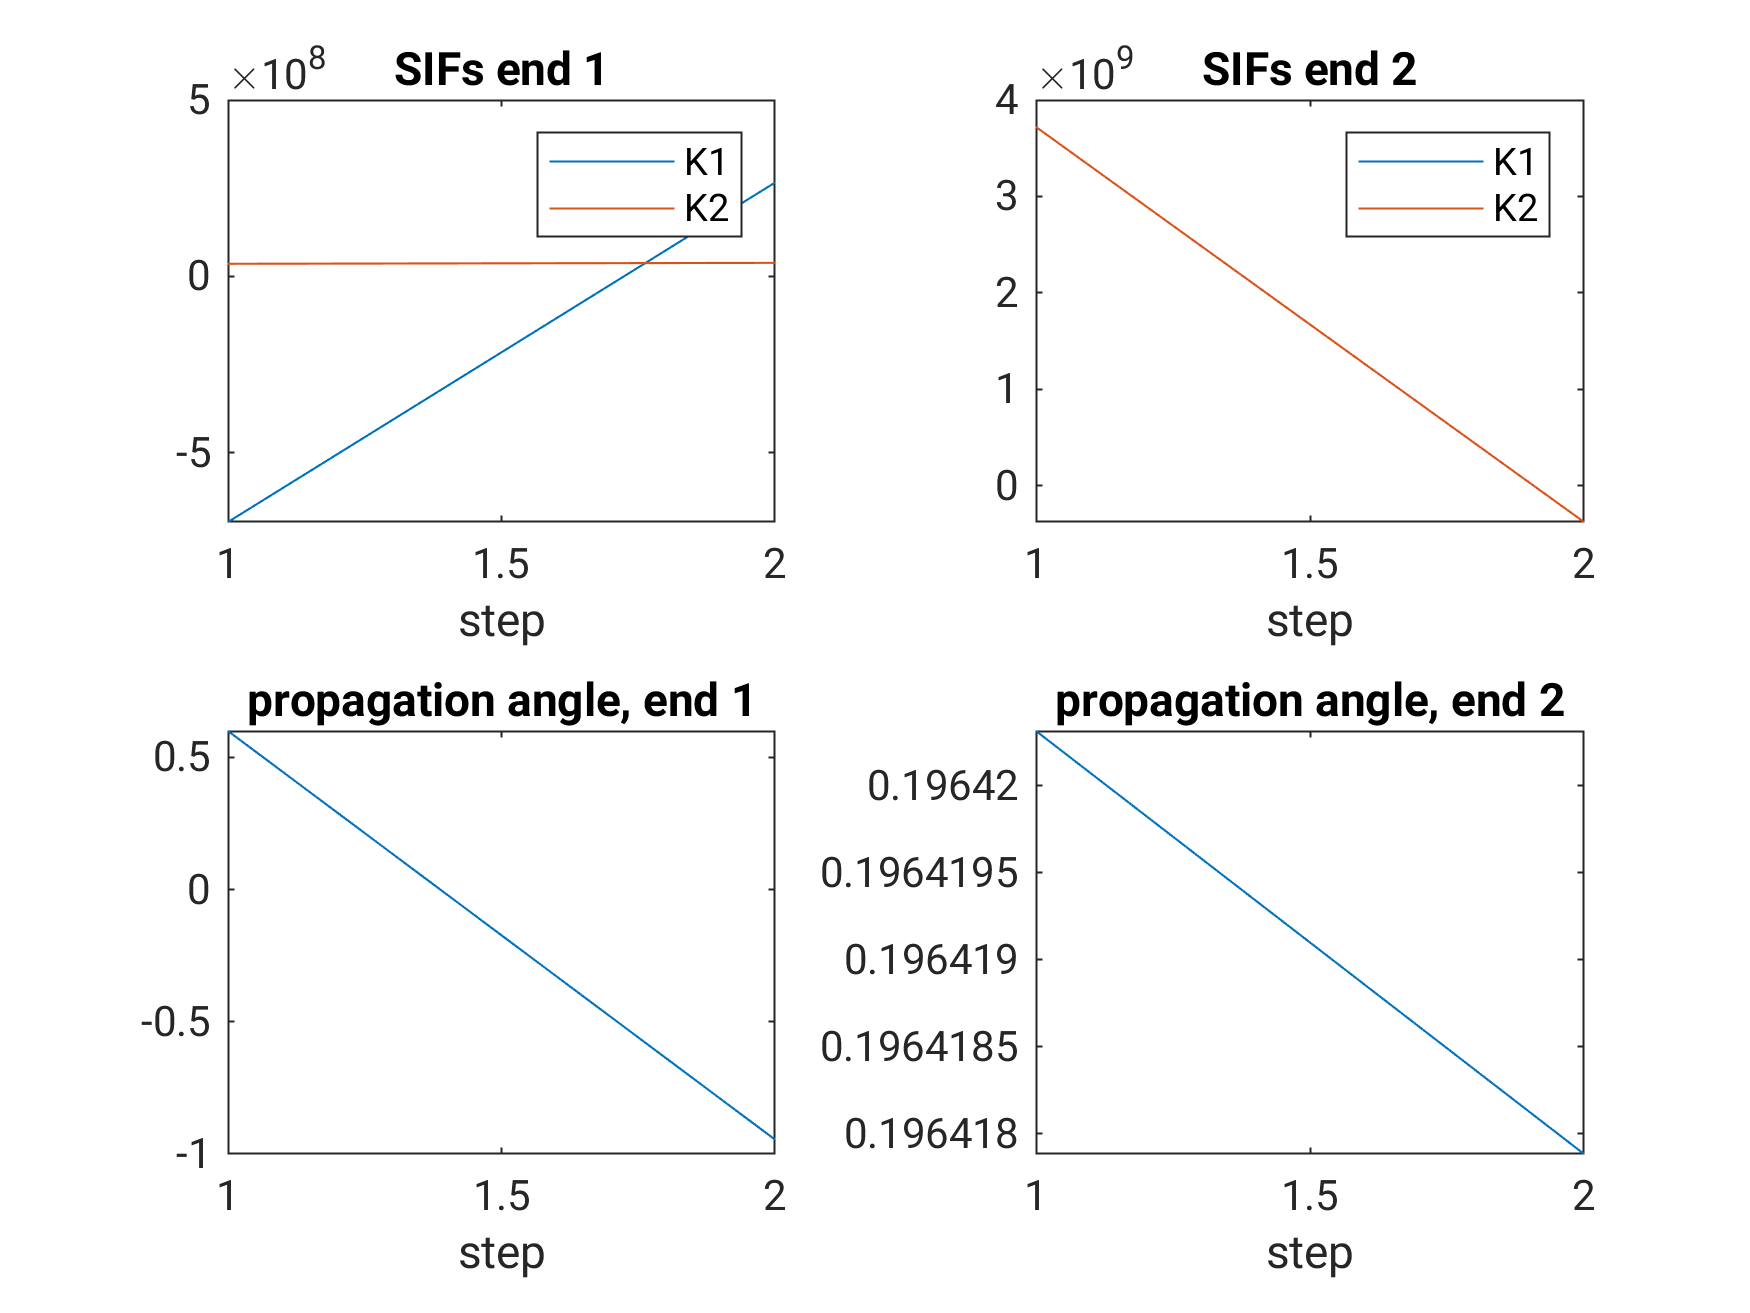 ×10^8
SIFs end 1
5
0
-5
K1
K2
1
1.5
2
step
×10^9
SIFs end 2
4
3
2
1
0
K1
K2
1
1.5
2
step
propagation angle, end 1
0.5
0
-0.5
-1
1
1.5
2
step
propagation angle, end 2
0.19642
0.1964195
0.196419
0.1964185
0.196418
1
1.5
2
step